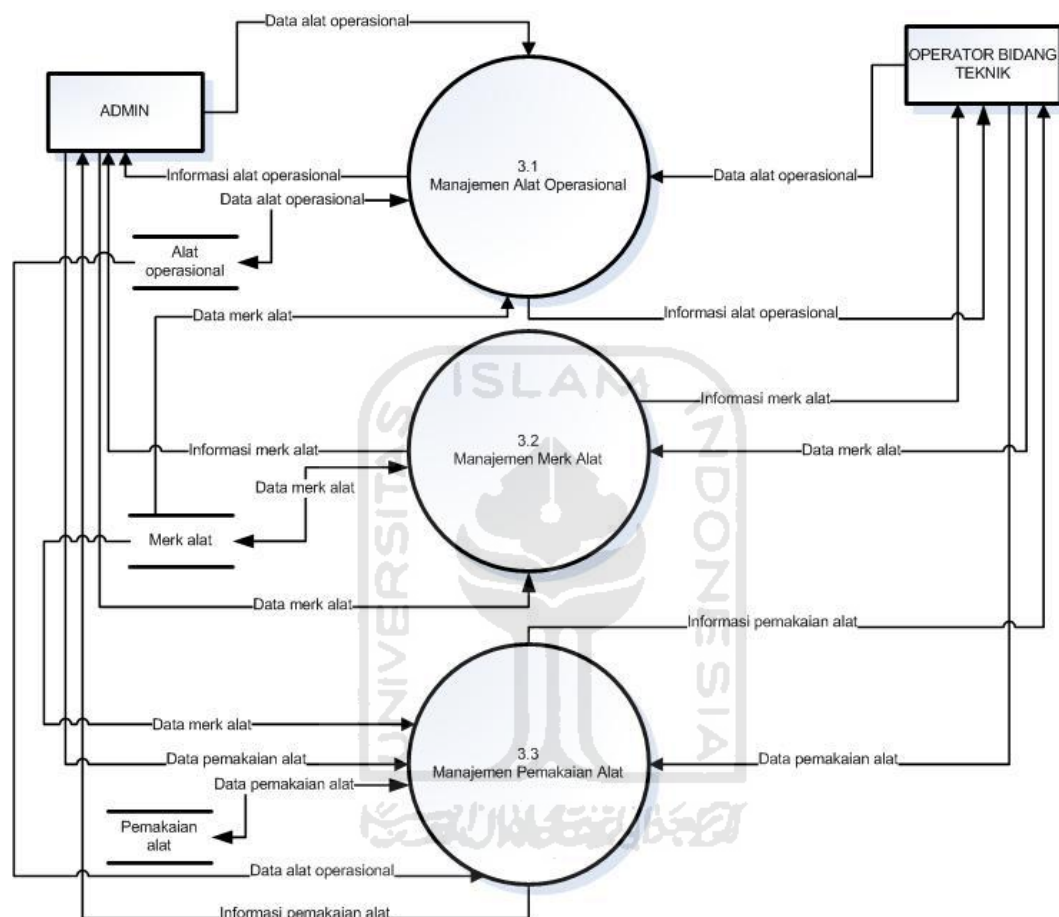 Data alat operasional
ADMIN
OPERATOR BIDANG
TEKNIK
3.1
Manajemen Alat Operasional
Informasi alat operasional
Data alat operasional
Data alat operasional
Alat
operasional
Data merk alat
Informasi alat operasional
ISLAM
UNIVERSITAS
INDONESIA
Informasi merk alat
3.2
Manajemen Merk Alat
Informasi merk alat
Data merk alat
Data merk alat
Merk alat
Data merk alat
Informasi pemakaian alat
Data merk alat
3.3
Manajemen Pemakaian Alat
Data pemakaian alat
Data pemakaian alat
Data pemakaian alat
Pemakaian
alat
Data alat operasional
Informasi pemakaian alat